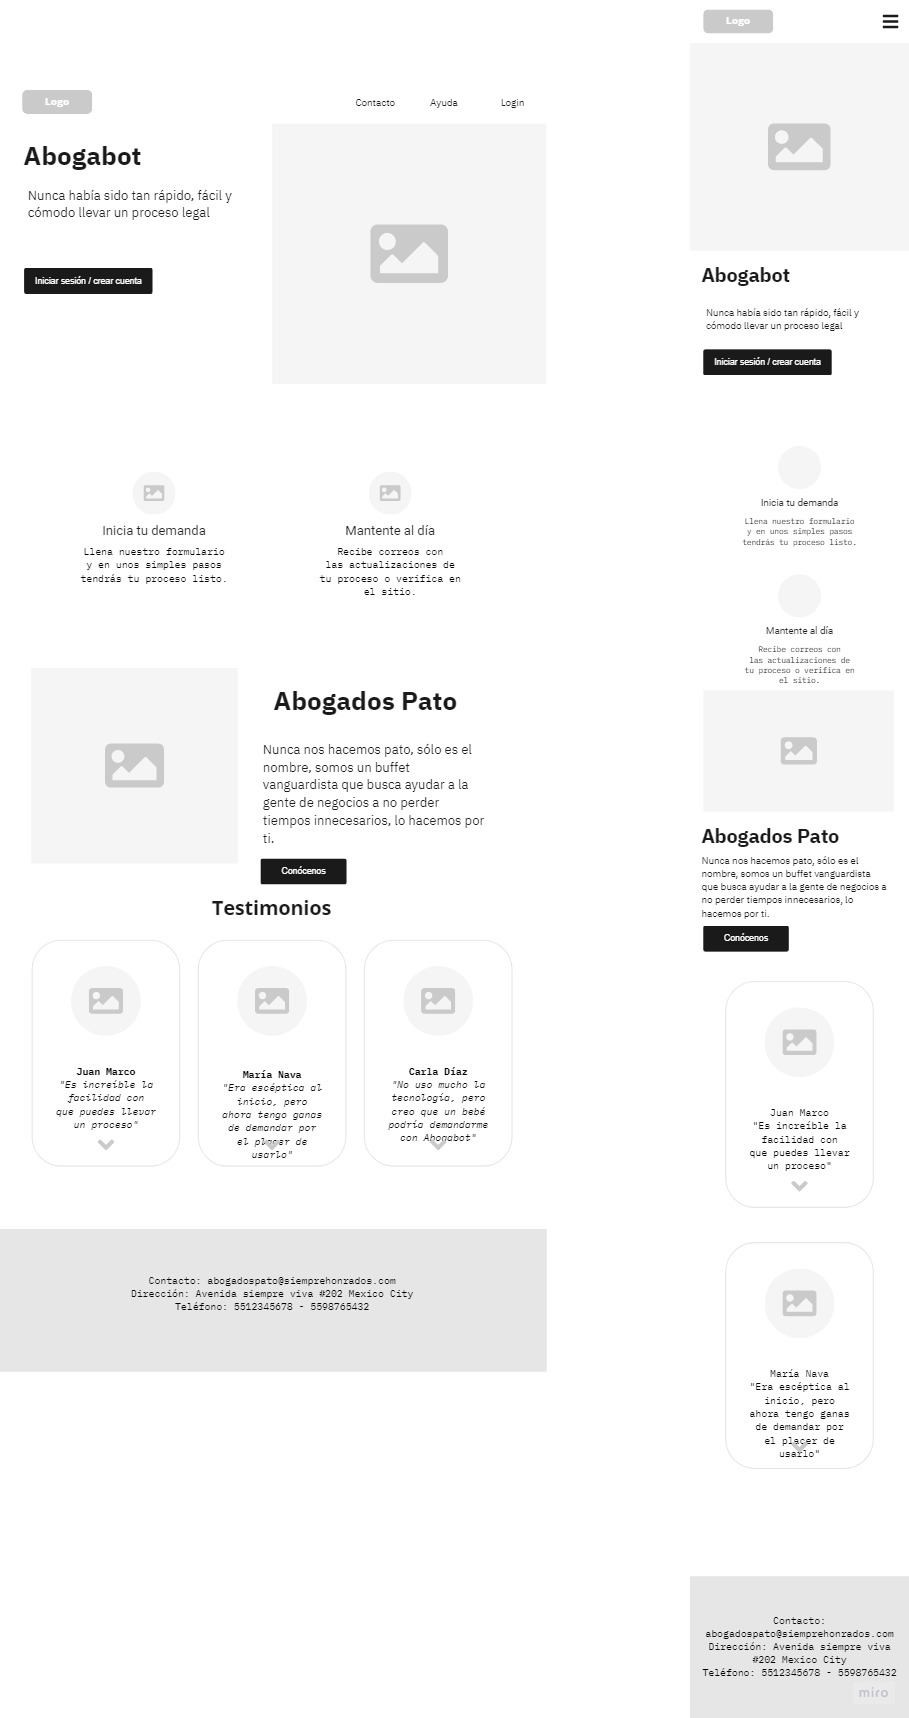 Logo
Contacto Ayuda Login
Abogabot
Nunca había sido tan rápido, fácil y
cómodo llevar un proceso legal
Iniciar sesión / crear cuenta
Inicia tu demanda
Llena nuestro formulario
y en unos simples pasos
tendrás tu proceso listo.
Mantente al día
Recibe correos con
las actualizaciones de
tu proceso o verifica en
el sitio.
Abogados Pato
Nunca nos hacemos pato, sólo es el
nombre, somos un buffet
vanguardista que busca ayudar a la
gente de negocios a no perder
tiempos innecesarios, lo hacemos por
ti.
Conócenos
Testimonios
Juan Marco
"Es increíble la
facilidad con
que puedes llevar
un proceso"
María Nava
"Era escéptica al
inicio, pero
ahora tengo ganas
de demandar por
el placer de
usarlo"
Carla Díaz
"No uso mucho la
tecnología, pero
creo que un bebé
podría demandarme
con Abogabot"
Contacto: abogadospato@siemprehonrados.com
Dirección: Avenida siempre viva #202 Mexico City
Teléfono: 5512345678 - 5598765432
Logo
Abogabot
Nunca había sido tan rápido, fácil y
cómodo llevar un proceso legal
Iniciar sesión / crear cuenta
Inicia tu demanda
Llena nuestro formulario
y en unos simples pasos
tendrás tu proceso listo.
Mantente al día
Recibe correos con
las actualizaciones de
tu proceso o verifica en
el sitio.
Abogados Pato
Nunca nos hacemos pato, sólo es el
nombre, somos un buffet vanguardista
que busca ayudar a la gente de negocios a
no perder tiempos innecesarios, lo
hacemos por ti.
Conócenos
Juan Marco
"Es increíble la
facilidad con
que puedes llevar
un proceso"
María Nava
"Era escéptica al
inicio, pero
ahora tengo ganas
de demandar por
el placer de
usarlo"
Contacto:
abogadospato@siemprehonrados.com
Dirección: Avenida siempre viva
#202 Mexico City
Teléfono: 5512345678 - 5598765432
miro